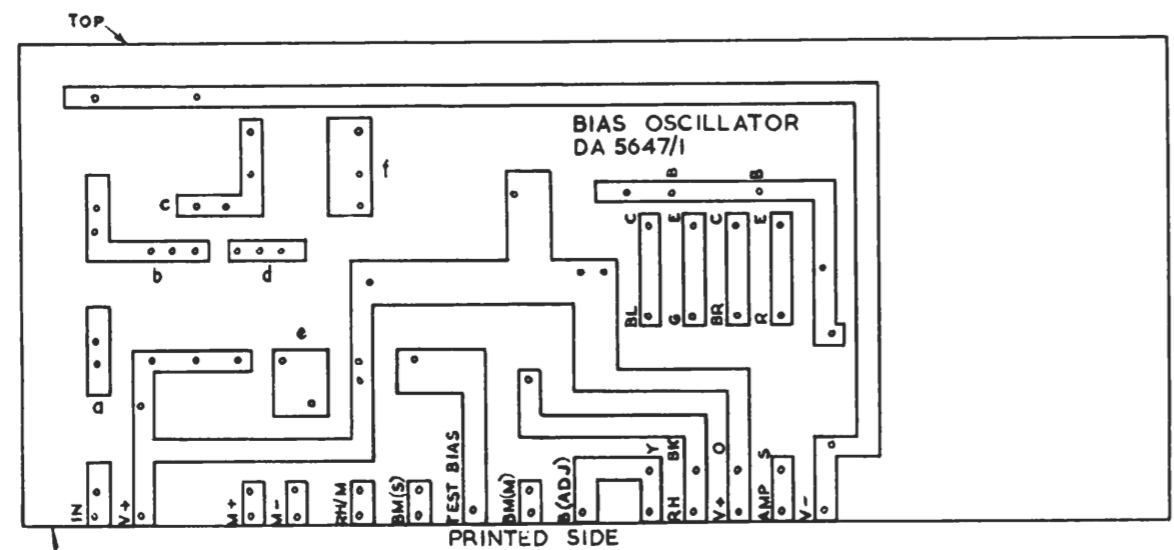 TOP
BIAS OSCILLATOR
DA 5647/1
f
B B
c
C E C E
b d
BL G BR R
e
a
Y BK O S
IN V+ M+ M- RH/M BM(S) TEST BIAS BM(M) B(ADJ) RH V+ AMP V-
PRINTED SIDE